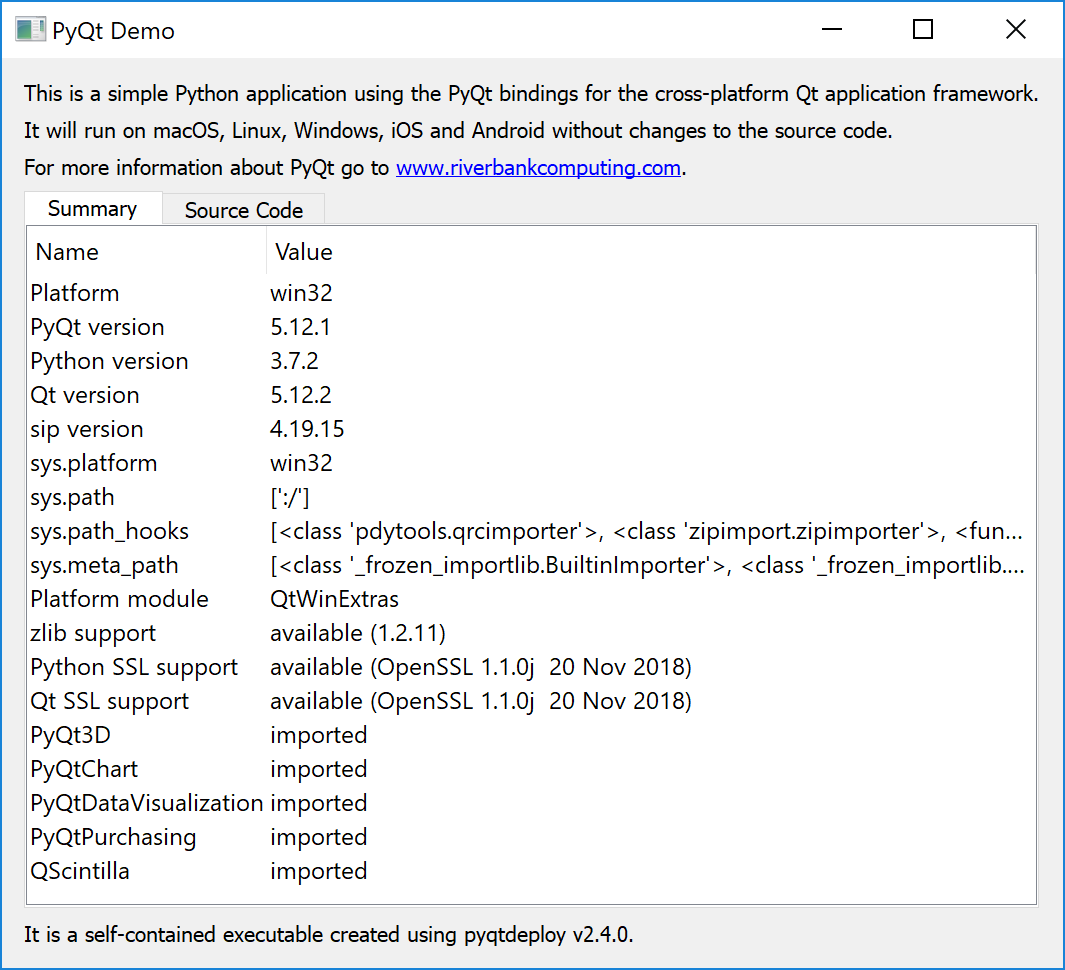 PyQt Demo
This is a simple Python application using the PyQt bindings for the cross-platform Qt application framework.
It will run on macOS, Linux, Windows, iOS and Android without changes to the source code.
For more information about PyQt go to www.riverbankcomputing.com.
Summary Source Code
Name Value
Platform win32
PyQt version 5.12.1
Python version 3.7.2
Qt version 5.12.2
sip version 4.19.15
sys.platform win32
sys.path [':/']
sys.path_hooks [<class 'pdytools.qrcimporter'>, <class 'zipimport.zipimporter'>, <fun...
sys.meta_path [<class '_frozen_importlib.BuiltinImporter'>, <class '_frozen_importlib....
Platform module QtWinExtras
zlib support available (1.2.11)
Python SSL support available (OpenSSL 1.1.0j  20 Nov 2018)
Qt SSL support available (OpenSSL 1.1.0j  20 Nov 2018)
PyQt3D imported
PyQtChart imported
PyQtDataVisualization imported
PyQtPurchasing imported
QScintilla imported
It is a self-contained executable created using pyqtdeploy v2.4.0.